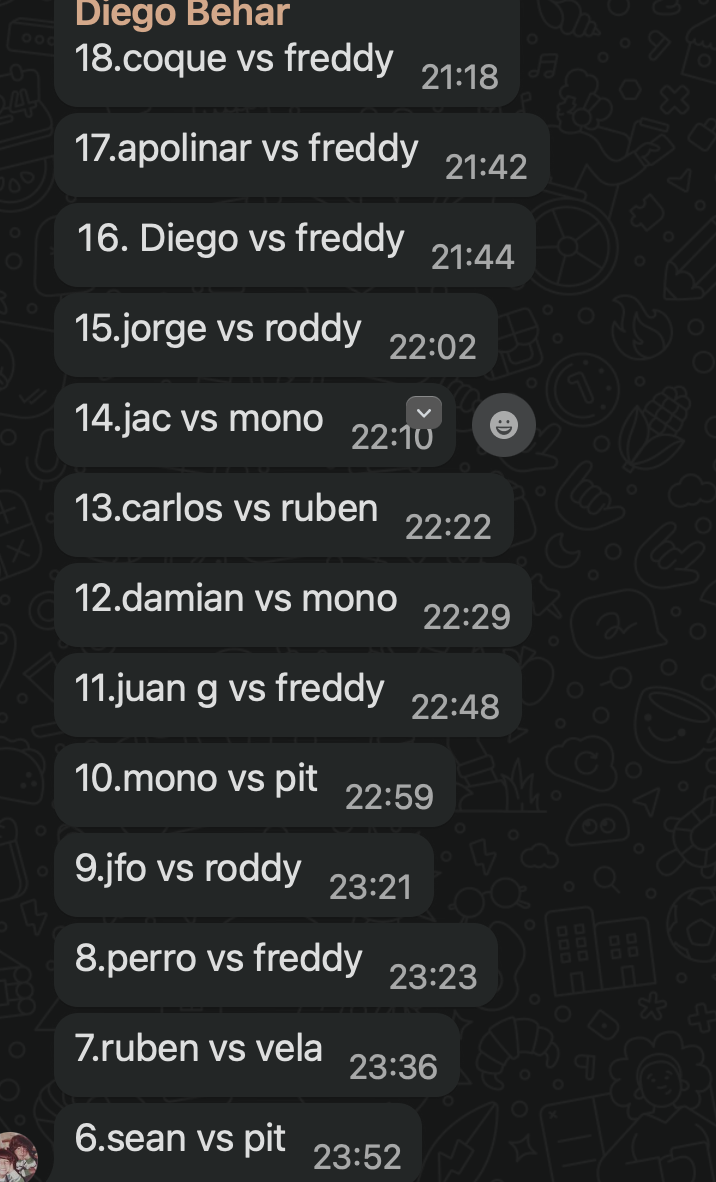 Diego Behar
18.coque vs freddy 21:18
17.apolinar vs freddy 21:42
16. Diego vs freddy 21:44
15.jorge vs roddy 22:02
14.jac vs mono 22:10
13.carlos vs ruben 22:22
12.damian vs mono 22:29
11.juan g vs freddy 22:48
10.mono vs pit 22:59
9.jfo vs roddy 23:21
8.perro vs freddy 23:23
7.ruben vs vela 23:36
6.sean vs pit 23:52